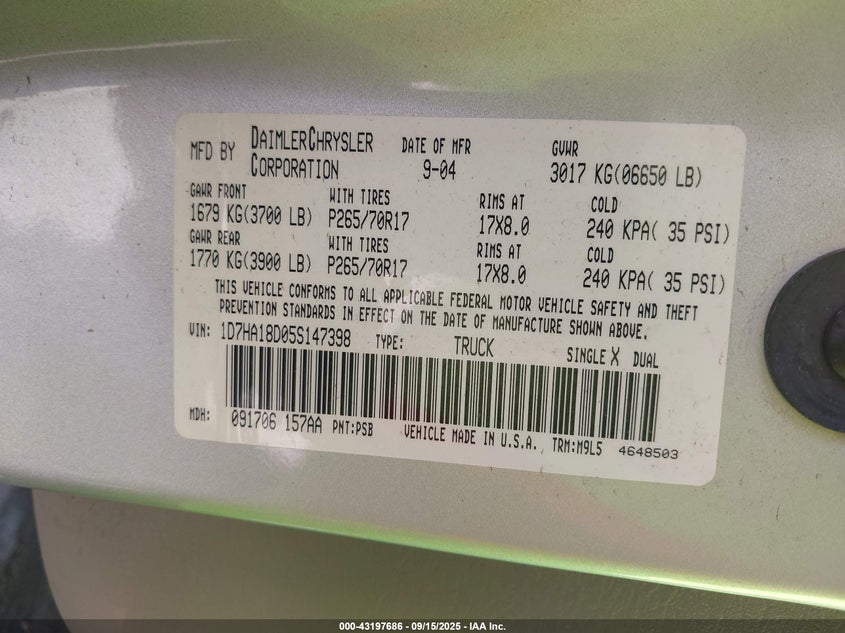 MFD BY DAIMLERCHRYSLER CORPORATION DATE OF MFR 9-04 GVWR 3017 KG(06650 LB)
GAWR FRONT WITH TIRES RIMS AT COLD
1679 KG(3700 LB) P265/70R17 17X8.0 240 KPA( 35 PSI)
GAWR REAR WITH TIRES RIMS AT COLD
1770 KG(3900 LB) P265/70R17 17X8.0 240 KPA( 35 PSI)
THIS VEHICLE CONFORMS TO ALL APPLICABLE FEDERAL MOTOR VEHICLE SAFETY AND THEFT
PREVENTION STANDARDS IN EFFECT ON THE DATE OF MANUFACTURE SHOWN ABOVE.
VIN: 1D7HA18D05S147398 TYPE: TRUCK SINGLE X DUAL
MDH: 091706 157AA PNT:PSB VEHICLE MADE IN U.S.A. TRM:M9L5 4648503
000-43197686 - 09/15/2025 - IAA Inc.